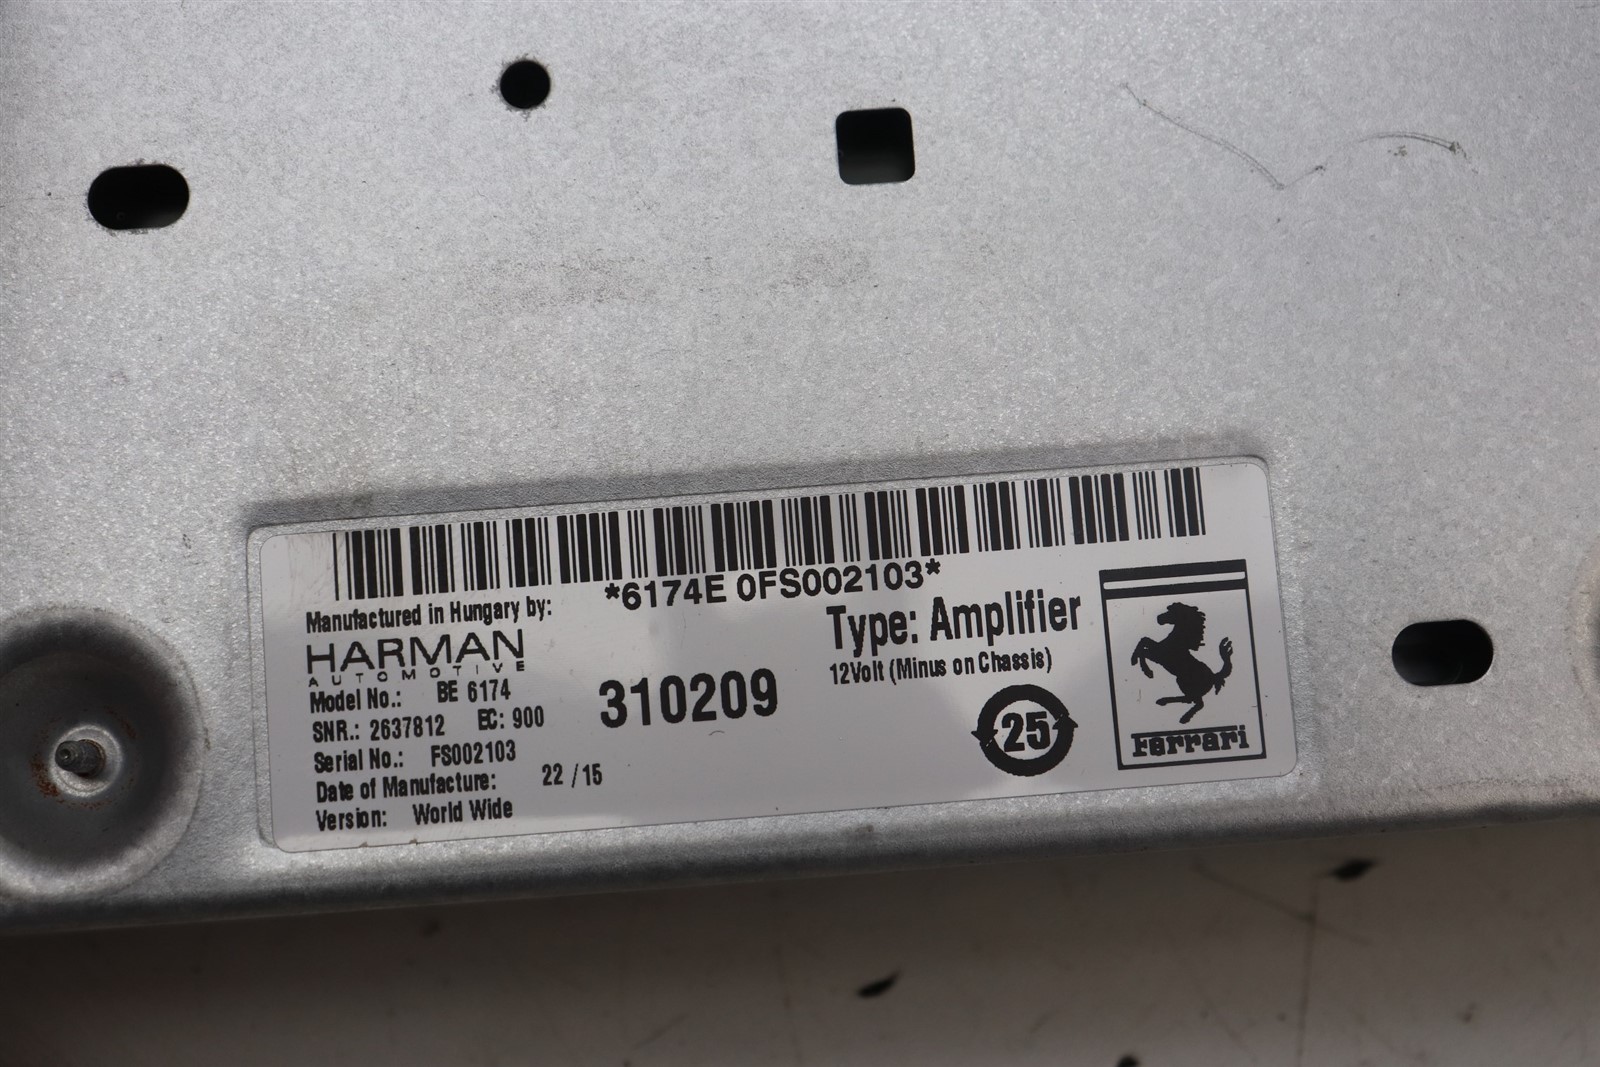 *6174E 0FS002103*
Manufactured in Hungary by:
HARMAN
AUTOMOTIVE
Model No.: BE 6174
SNR.: 2637812 EC: 900
Serial No.: FS002103
Date of Manufacture: 22 / 15
Version: World Wide
310209
Type: Amplifier
12Volt (Minus on Chassis)
25
Ferrari